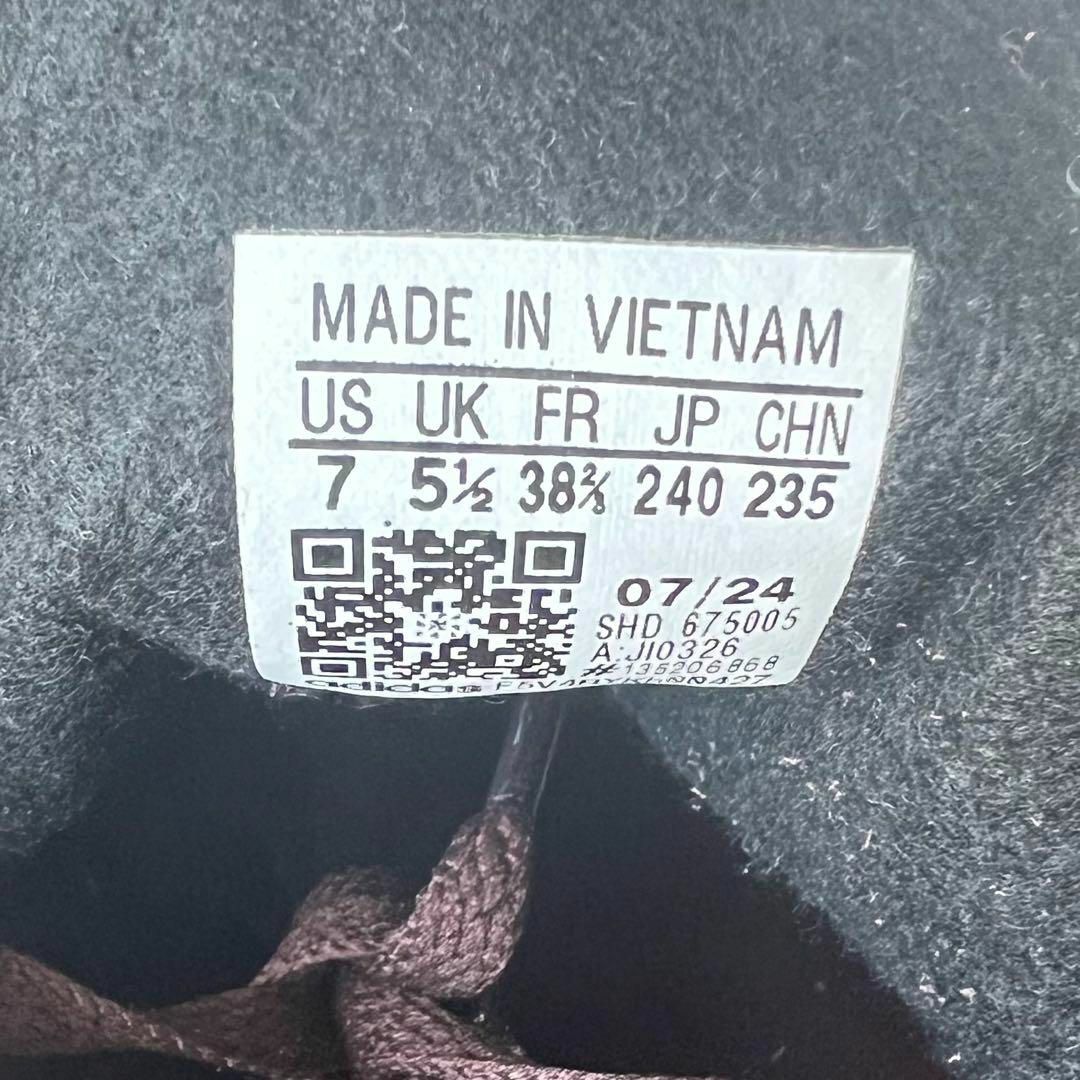 MADE IN VIETNAM
US UK FR JP CHN
7 5½ 38⅔ 240 235
07/24
SHD 675005
A:JI0326
#135206868
adidas